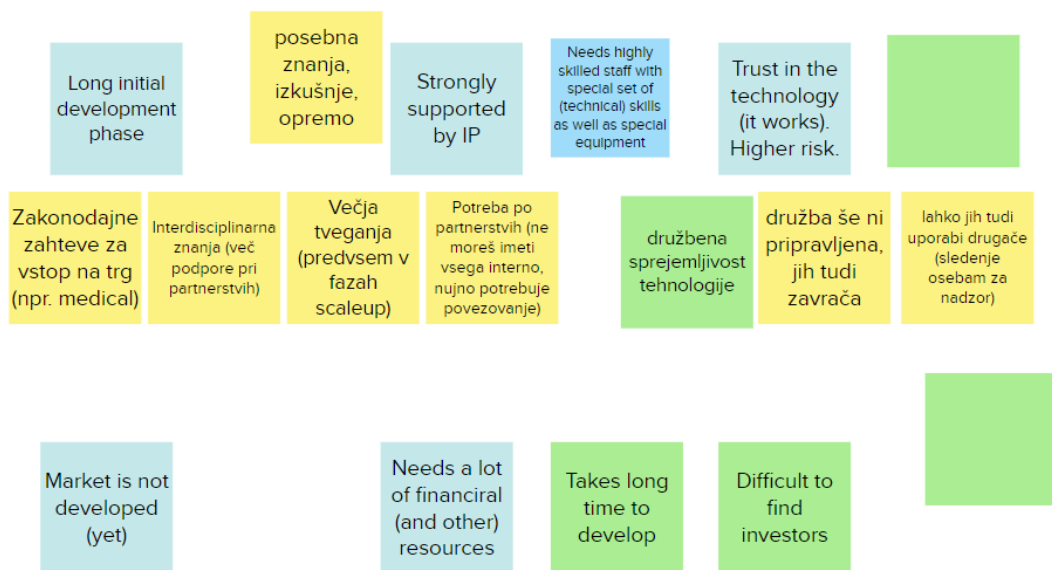 Long initial
development
phase
posebna
znanja,
izkušnje,
opremo
Strongly
supported
by IP
Needs highly
skilled staff with
special set of
(technical) skills
as well as special
equipment
Trust in the
technology
(it works).
Higher risk.
Zakonodajne
zahteve za
vstop na trg
(npr. medical)
Interdisciplinarna
znanja (več
podpore pri
partnerstvih)
Večja
tveganja
(predvsem v
fazah
scaleup)
Potreba po
partnerstvih (ne
moreš imeti
vsega interno,
nujno potrebuje
povezovanje)
družbena
sprejemljivost
tehnologije
družba še ni
pripravljena,
jih tudi
zavrača
lahko jih tudi
uporabi drugače
(sledenje
osebam za
nadzor)
Market is not
developed
(yet)
Needs a lot
of financiral
(and other)
resources
Takes long
time to
develop
Difficult to
find
investors